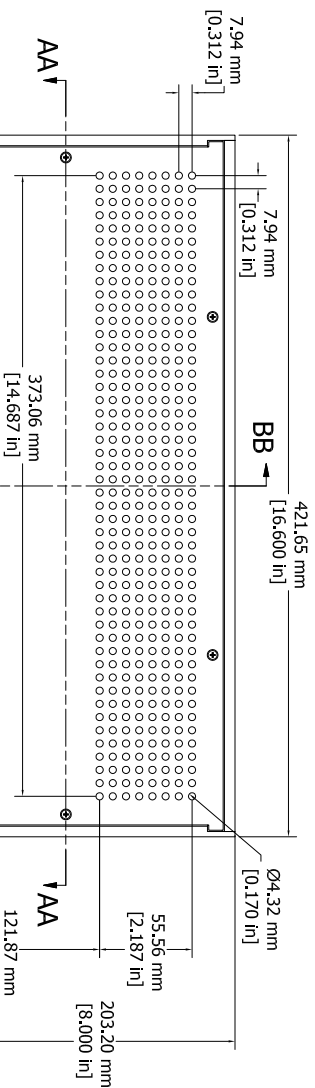 7.94 mm
[0.312 in]
7.94 mm
[0.312 in]
421.65 mm
[16.600 in]
BB
AA
373.06 mm
[14.687 in]
AA
Ø4.32 mm
[0.170 in]
55.56 mm
[2.187 in]
121.87 mm
203.20 mm
[8.000 in]